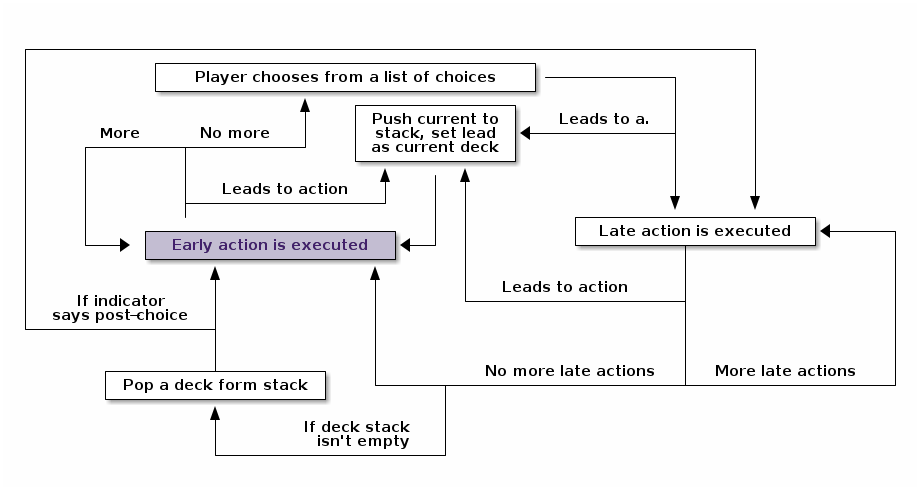 Player chooses from a list of choices
Push current to
stack, set lead
as current deck
Leads to a.
More
No more
Leads to action
Early action is executed
Late action is executed
Leads to action
If indicator
says post-choice
Pop a deck form stack
No more late actions
More late actions
If deck stack
isn't empty